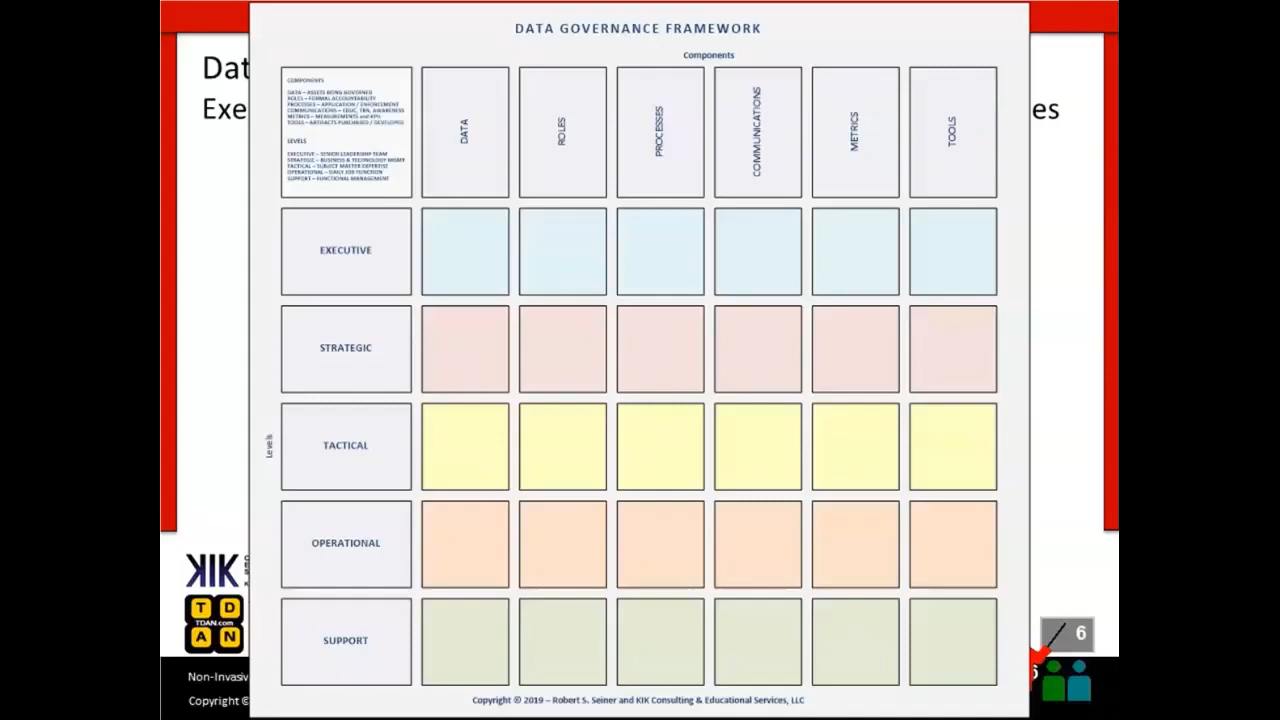 DATA GOVERNANCE FRAMEWORK
Components
Dat
Exe
es
COMPONENTS
DATA – ASSETS BEING GOVERNED
ROLES – FORMAL ACCOUNTABILITY
PROCESSES – APPLICATION / ENFORCEMENT
COMMUNICATIONS – EDUC, TRN, AWARENESS
METRICS – MEASUREMENTS and KPIs
TOOLS – ARTIFACTS PURCHASED / DEVELOPED
LEVELS
EXECUTIVE – SENIOR LEADERSHIP TEAM
STRATEGIC – BUSINESS & TECHNOLOGY MGMT
TACTICAL – SUBJECT MASTER EXPERTISE
OPERATIONAL – DAILY JOB FUNCTION
SUPPORT – FUNCTIONAL MANAGEMENT
DATA
ROLES
PROCESSES
COMMUNICATIONS
METRICS
TOOLS
EXECUTIVE
STRATEGIC
Levels
TACTICAL
OPERATIONAL
SUPPORT
KIK
T D
TDAN.com
A N
6
6
Non-Invasiv
Copyright ©
Copyright © 2019 – Robert S. Seiner and KIK Consulting & Educational Services, LLC